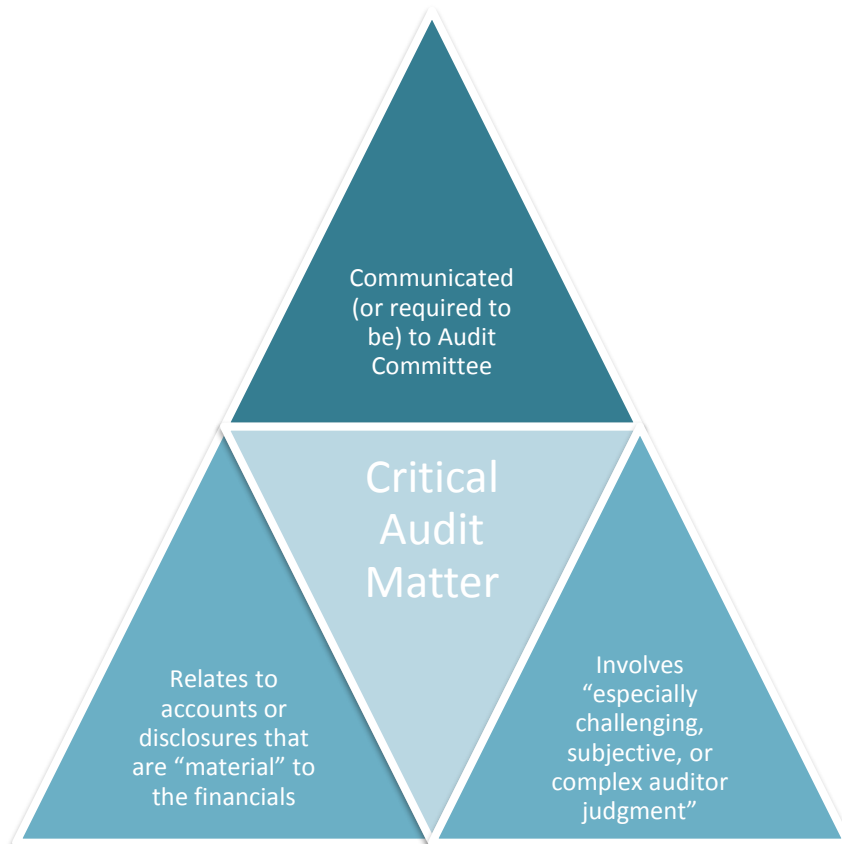 Communicated
(or required to
be) to Audit
Committee
Critical
Audit
Matter
Relates to
accounts or
disclosures that
are “material” to
the financials
Involves
“especially
challenging,
subjective, or
complex auditor
judgment”